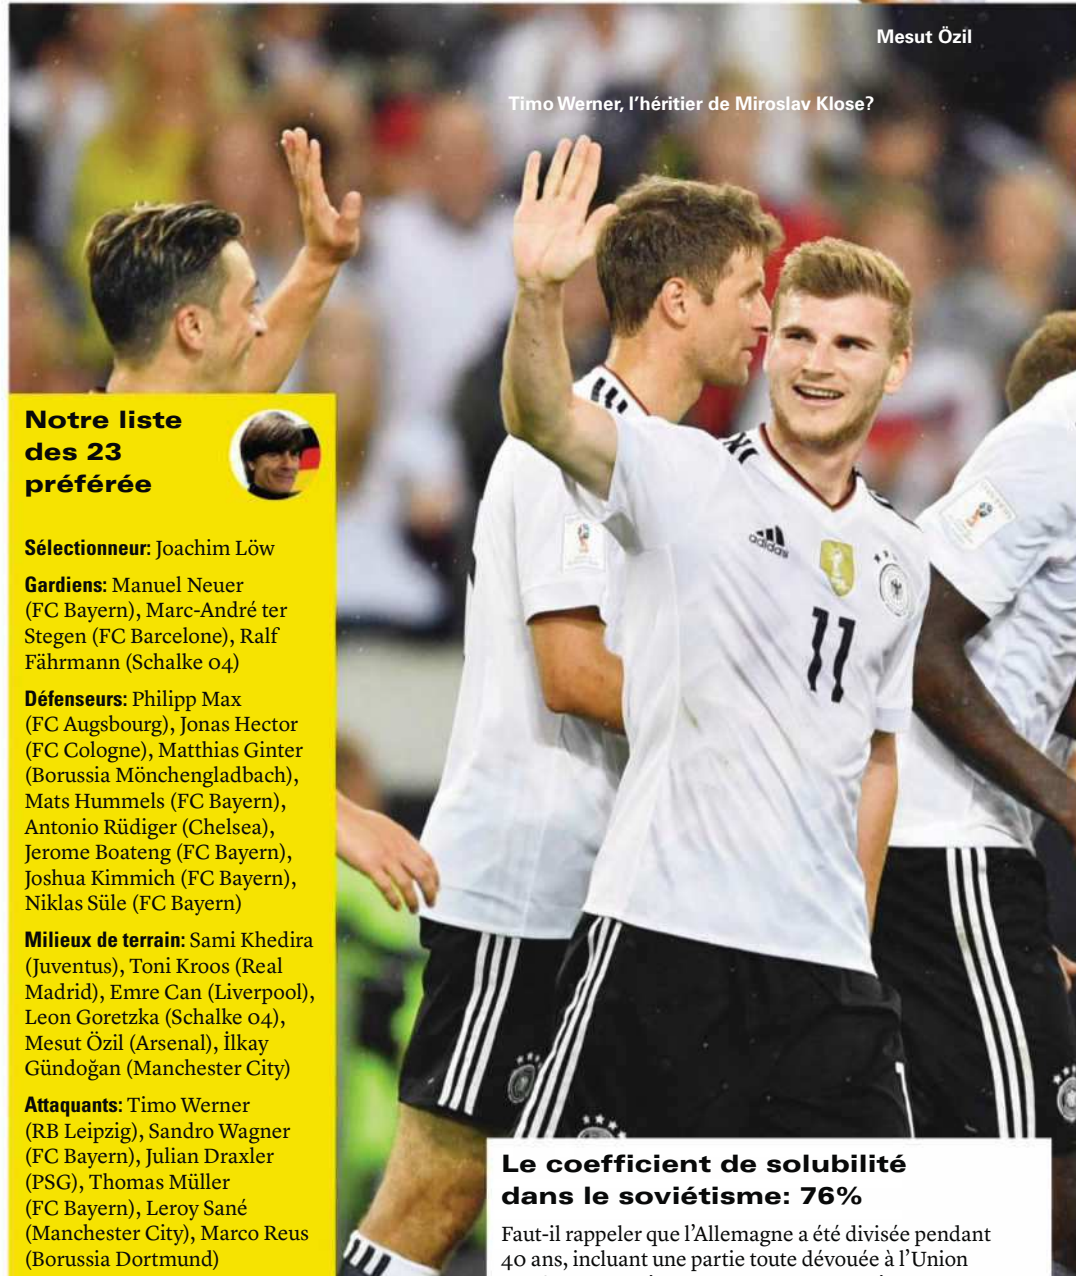 Mesut Özil
Timo Werner, l'héritier de Miroslav Klose?
Notre liste
des 23
préférée
Sélectionneur: Joachim Löw
Gardiens: Manuel Neuer
(FC Bayern), Marc-André ter
Stegen (FC Barcelone), Ralf
Fährmann (Schalke 04)
Défenseurs: Philipp Max
(FC Augsbourg), Jonas Hector
(FC Cologne), Matthias Ginter
(Borussia Mönchengladbach),
Mats Hummels (FC Bayern),
Antonio Rüdiger (Chelsea),
Jerome Boateng (FC Bayern),
Joshua Kimmich (FC Bayern),
Niklas Süle (FC Bayern)
Milieux de terrain: Sami Khedira
(Juventus), Toni Kroos (Real
Madrid), Emre Can (Liverpool),
Leon Goretzka (Schalke 04),
Mesut Özil (Arsenal), İlkay
Gündoğan (Manchester City)
Attaquants: Timo Werner
(RB Leipzig), Sandro Wagner
(FC Bayern), Julian Draxler
(PSG), Thomas Müller
(FC Bayern), Leroy Sané
(Manchester City), Marco Reus
(Borussia Dortmund)
adidas
11
Le coefficient de solubilité
dans le soviétisme: 76%
Faut-il rappeler que l'Allemagne a été divisée pendant
40 ans, incluant une partie toute dévouée à l'Union